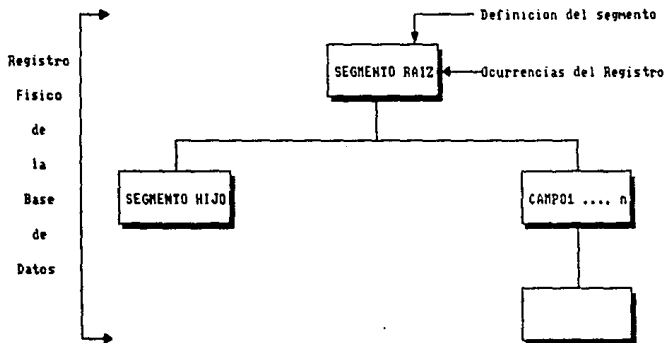 Definicion del segmento
SEGMENTO RAIZ
Ocurrencias del Registro
Registro
Fisico
de
la
Base
de
Datos
SEGMENTO HIJO
CAMPO1 .... n